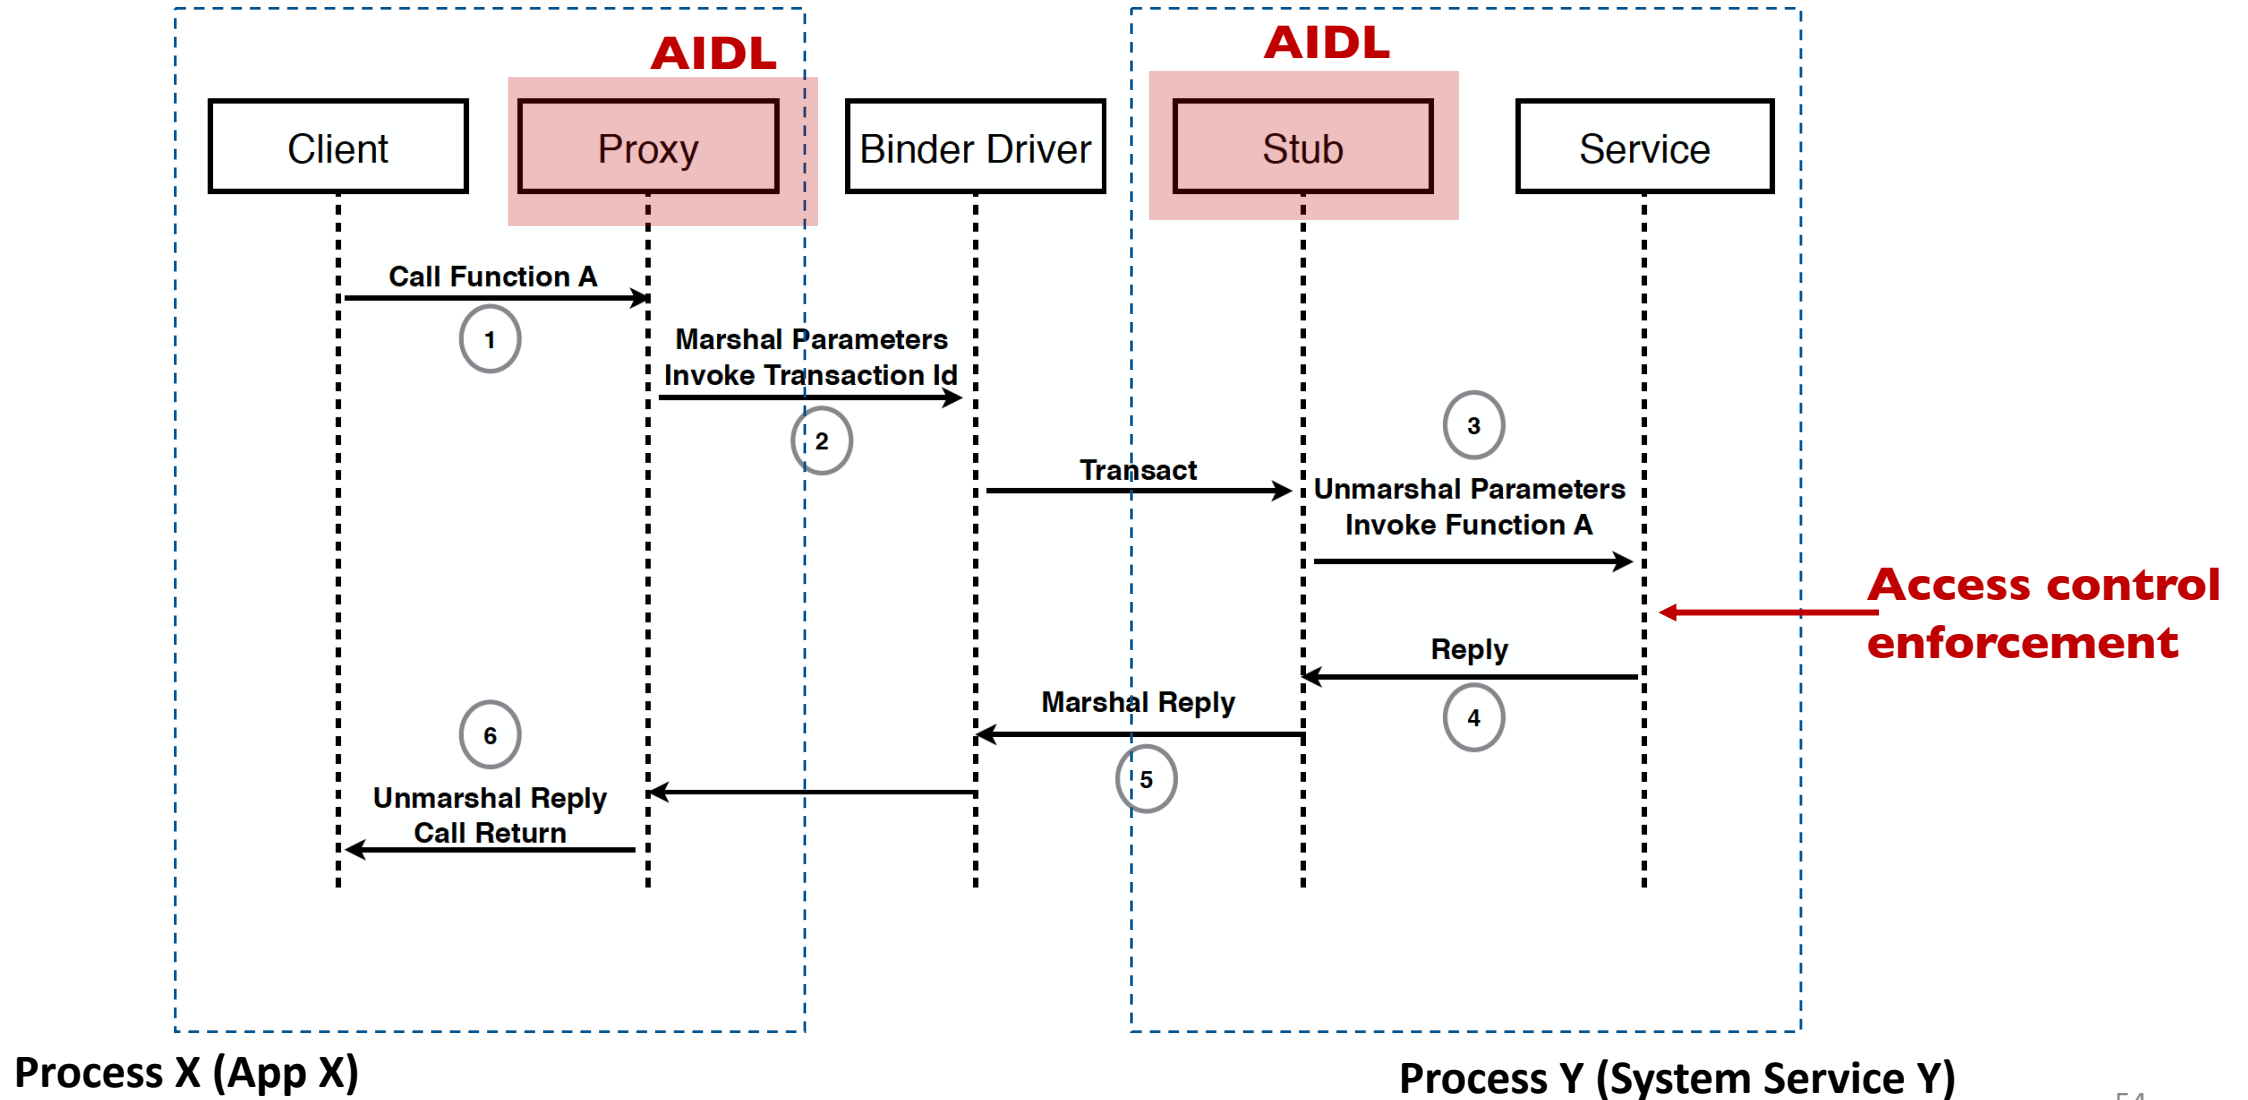 AIDL
AIDL
Client
Proxy
Binder Driver
Stub
Service
Call Function A
1
Marshal Parameters
Invoke Transaction Id
2
Transact
3
Unmarshal Parameters
Invoke Function A
Access control
enforcement
Reply
4
Marshal Reply
5
6
Unmarshal Reply
Call Return
Process X (App X)
Process Y (System Service Y)
54